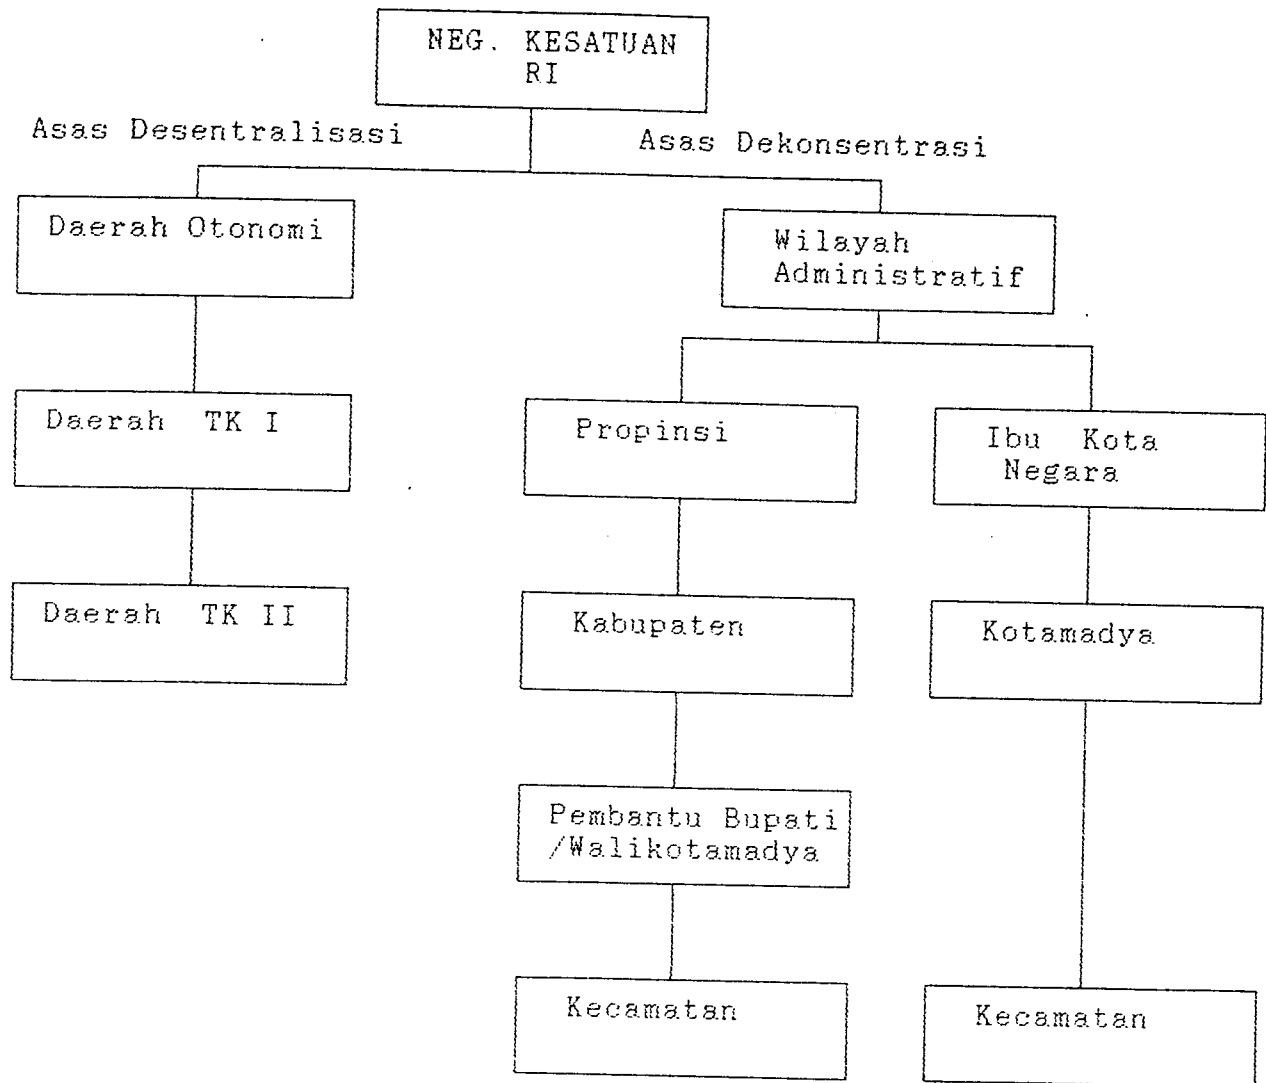 NEG. KESATUAN
RI
Asas Desentralisasi
Asas Dekonsentrasi
Daerah Otonomi
Wilayah
Administratif
Daerah TK I
Propinsi
Ibu Kota
Negara
Daerah TK II
Kabupaten
Kotamadya
Pembantu Bupati
/Walikotamadya
Kecamatan
Kecamatan